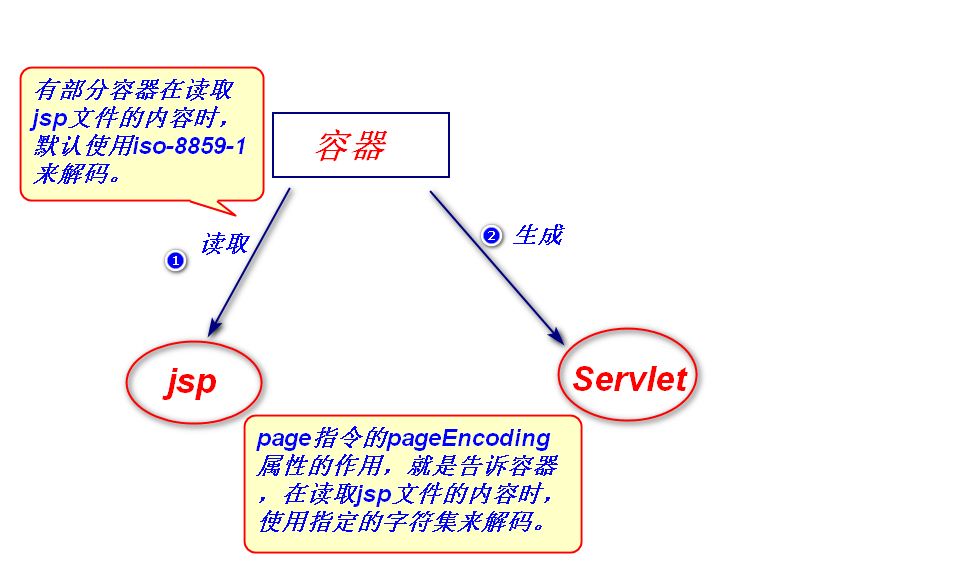 有部分容器在读取
jsp文件的内容时，
默认使用iso-8859-1
来解码。
容器
1 读取
2 生成
jsp
Servlet
page指令的pageEncoding
属性的作用，就是告诉容器
，在读取jsp文件的内容时，
使用指定的字符集来解码。